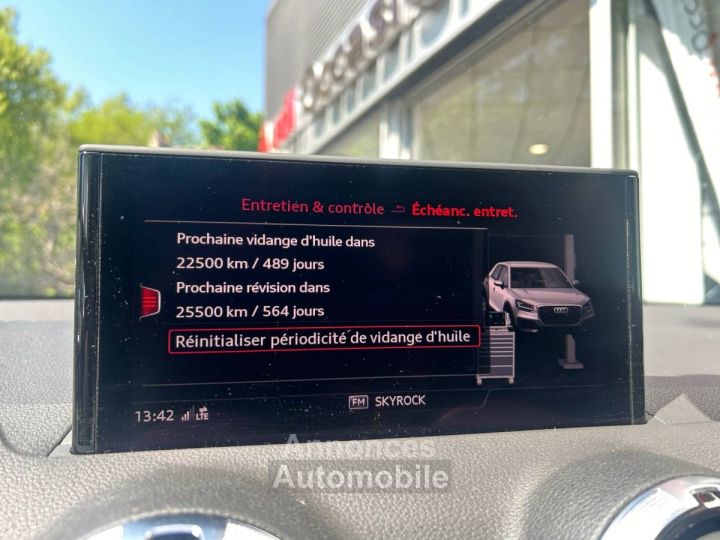 Occasions
Entretien & contrôle Échéanc. entret.
Prochaine vidange d'huile dans
22500 km / 489 jours
Prochaine révision dans
25500 km / 564 jours
Réinitialiser périodicité de vidange d'huile
FM SKYROCK
13:42 LTE
Annonces
Automobile